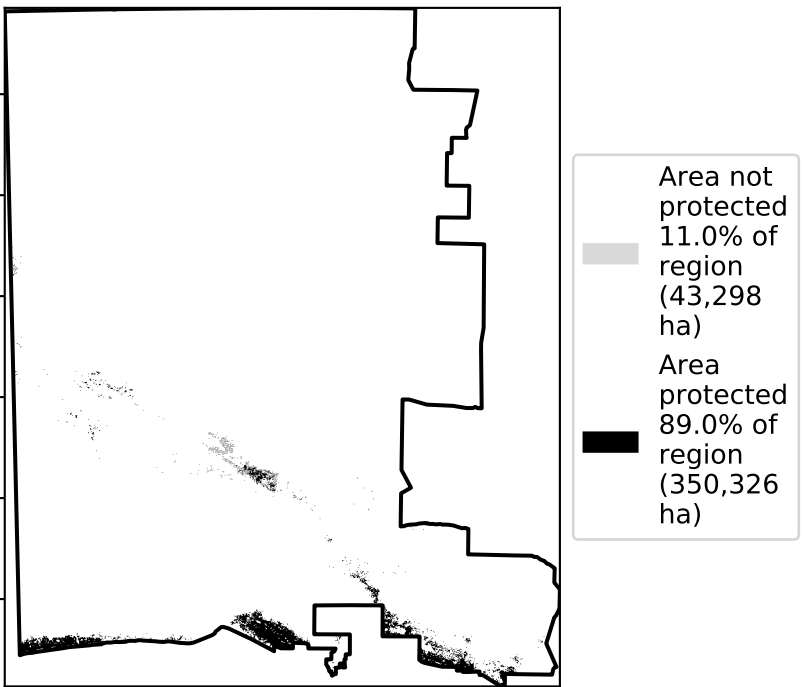 Area not
protected
11.0% of
region
(43,298
ha)
Area
protected
89.0% of
region
(350,326
ha)